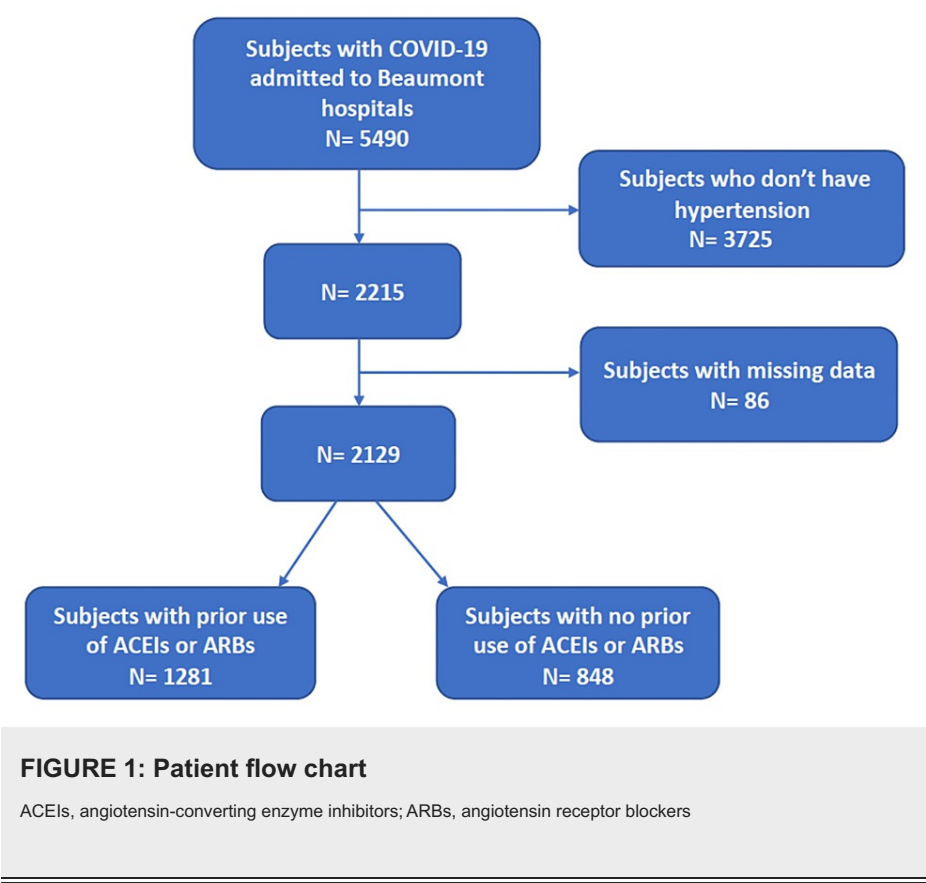 Subjects with COVID-19
admitted to Beaumont
hospitals
N= 5490
Subjects who don't have
hypertension
N= 3725
N= 2215
Subjects with missing data
N= 86
N= 2129
Subjects with prior use
of ACEIs or ARBs
N= 1281
Subjects with no prior
use of ACEIs or ARBs
N= 848
FIGURE 1: Patient flow chart
ACEIs, angiotensin-converting enzyme inhibitors; ARBs, angiotensin receptor blockers